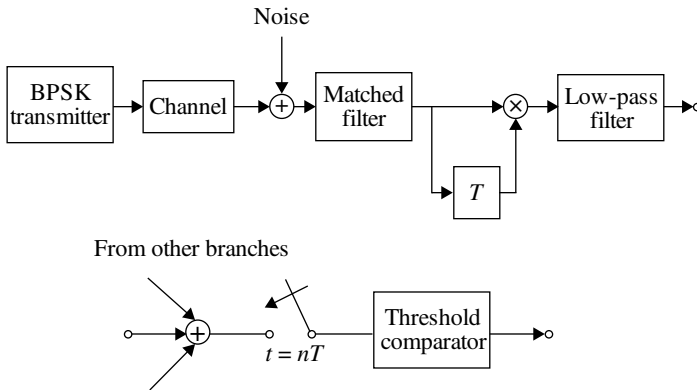 Noise
BPSK
transmitter
Channel
+
Matched
filter
×
Low-pass
filter
T
From other branches
+
t = nT
Threshold
comparator